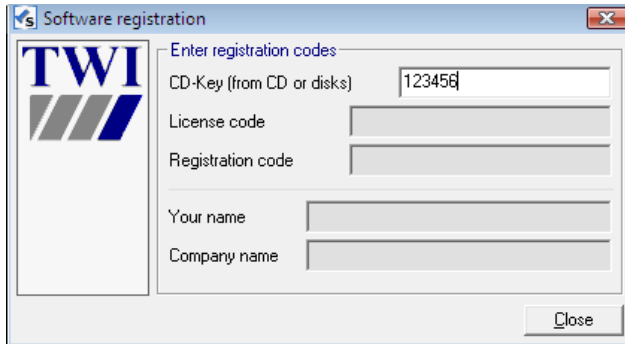 Software registration
TWI
Enter registration codes
CD-Key (from CD or disks)
123456
License code
Registration code
Your name
Company name
Close